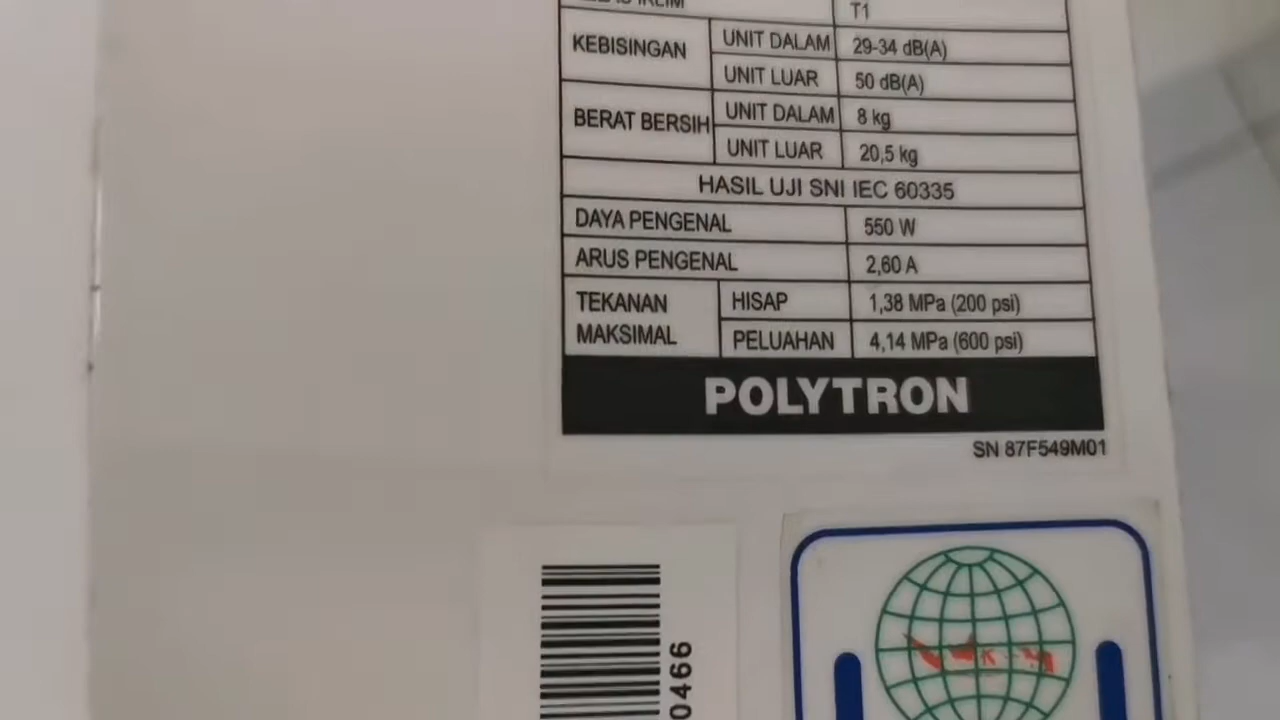 KELAS IKLIM T1
KEBISINGAN UNIT DALAM 29-34 dB(A)
UNIT LUAR 50 dB(A)
BERAT BERSIH UNIT DALAM 8 kg
UNIT LUAR 20,5 kg
HASIL UJI SNI IEC 60335
DAYA PENGENAL 550 W
ARUS PENGENAL 2,60 A
TEKANAN MAKSIMAL HISAP 1,38 MPa (200 psi)
PELUAHAN 4,14 MPa (600 psi)
POLYTRON
SN 87F549M01
0466